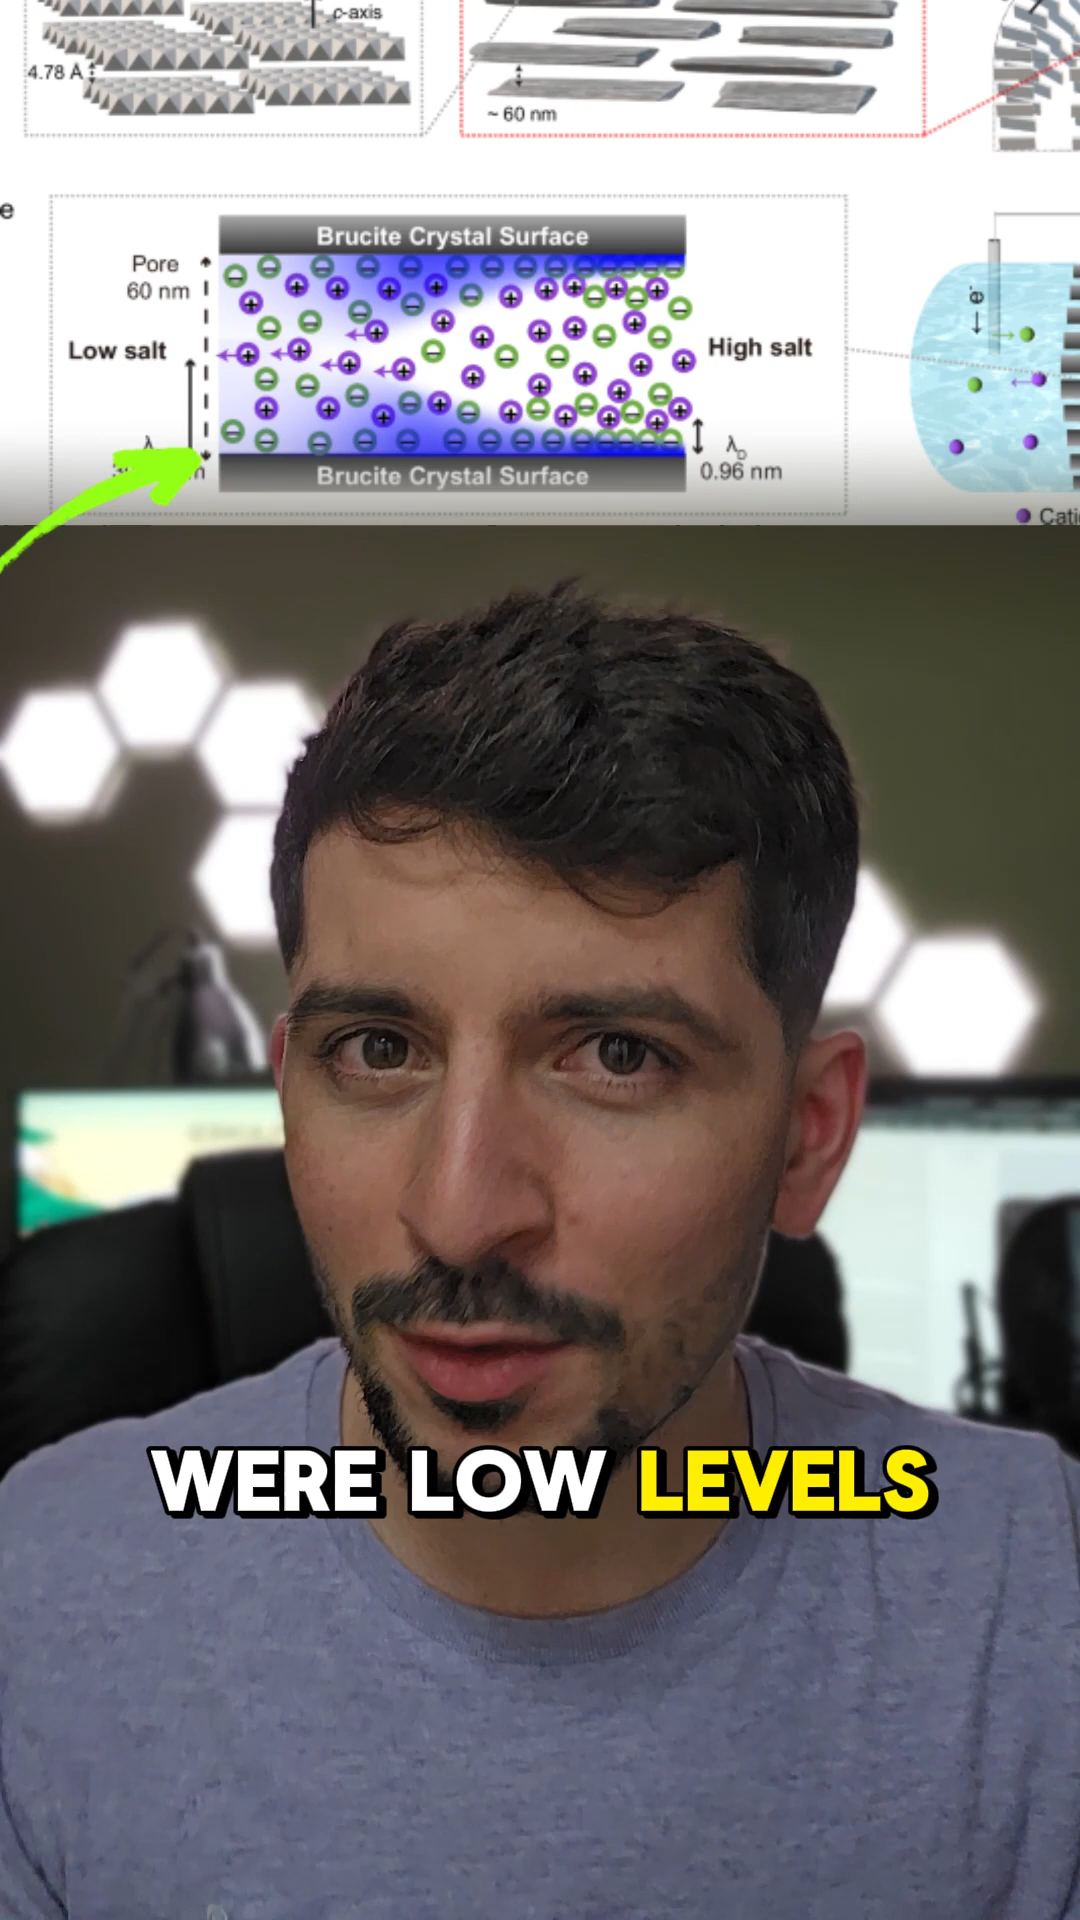 c-axis
4.78 Å
~ 60 nm
e
Brucite Crystal Surface
Pore
60 nm
Low salt
High salt
e-
λ
λD
0.96 nm
Brucite Crystal Surface
WERE LOW LEVELS